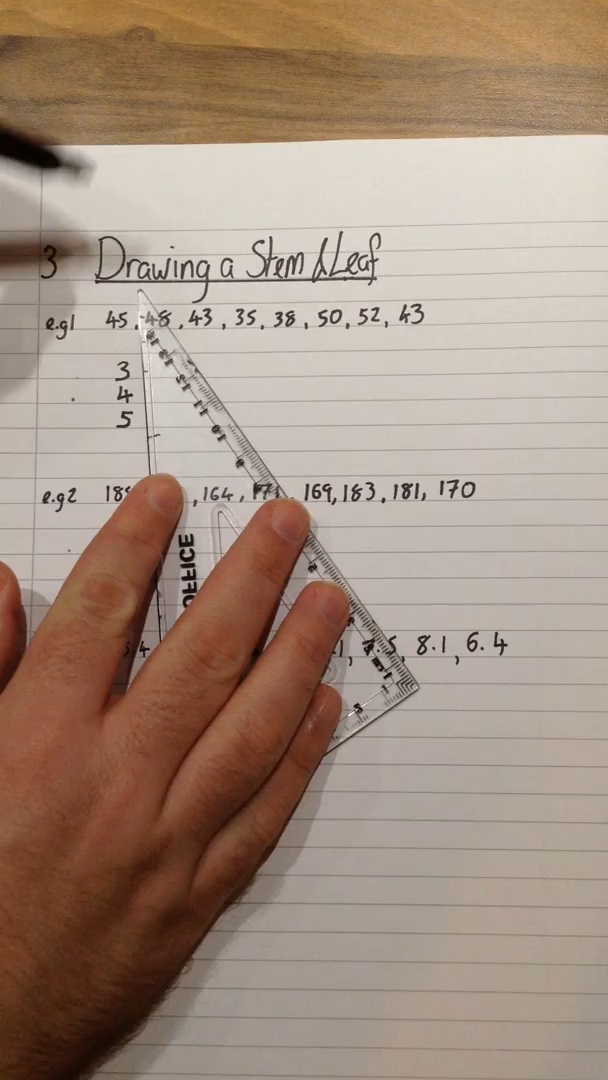 3 Drawing a Stem & Leaf
e.g1 45, 48, 43, 35, 38, 50, 52, 43
3
4
5
e.g2 , 164, 171, 169, 183, 181, 170
OFFICE
8.1, 6.4